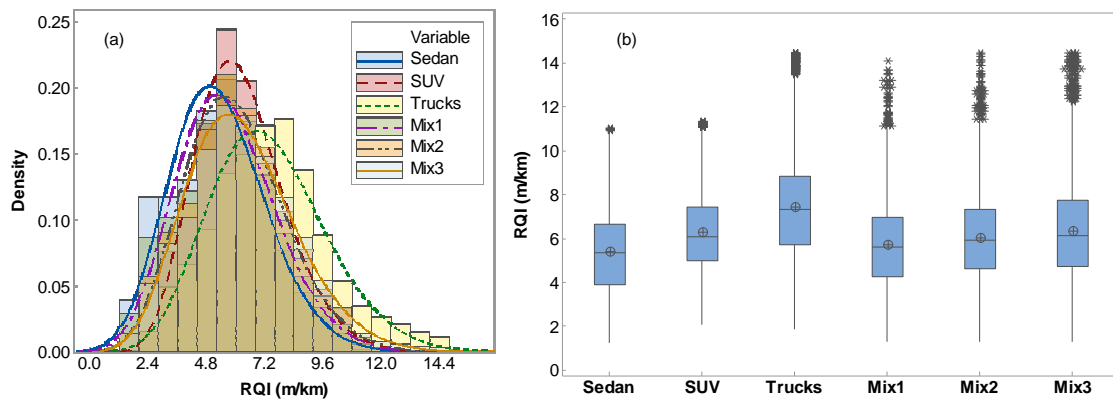 (a)
Variable
Sedan
SUV
Trucks
Mix1
Mix2
Mix3
Density
0.25
0.20
0.15
0.10
0.05
0.00
0.0 2.4 4.8 7.2 9.6 12.0 14.4
RQI (m/km)
(b)
RQI (m/km)
16
14
12
10
8
6
4
2
0
Sedan SUV Trucks Mix1 Mix2 Mix3